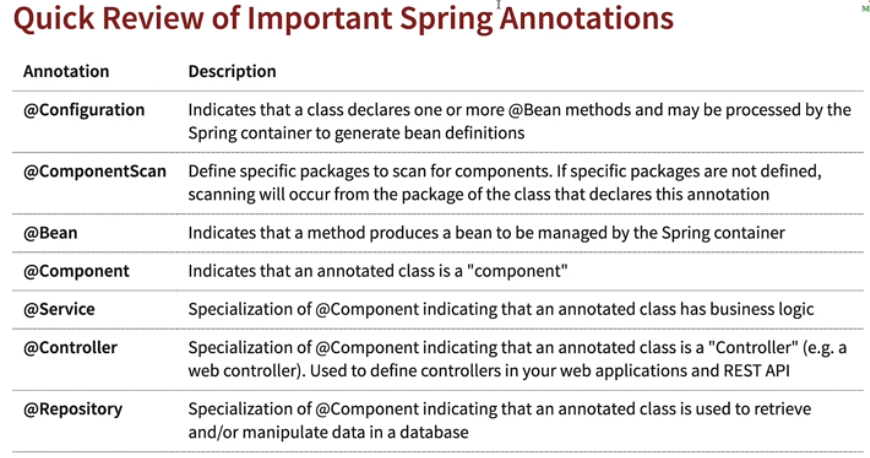 Quick Review of Important Spring Annotations
Annotation Description
@Configuration Indicates that a class declares one or more @Bean methods and may be processed by the
Spring container to generate bean definitions
@ComponentScan Define specific packages to scan for components. If specific packages are not defined,
scanning will occur from the package of the class that declares this annotation
@Bean Indicates that a method produces a bean to be managed by the Spring container
@Component Indicates that an annotated class is a "component"
@Service Specialization of @Component indicating that an annotated class has business logic
@Controller Specialization of @Component indicating that an annotated class is a "Controller" (e.g. a
web controller). Used to define controllers in your web applications and REST API
@Repository Specialization of @Component indicating that an annotated class is used to retrieve
and/or manipulate data in a database